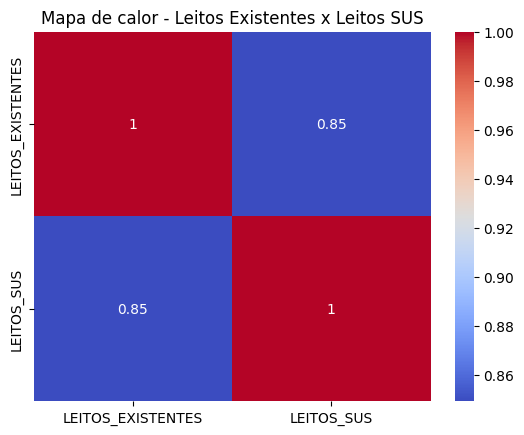 Mapa de calor - Leitos Existentes x Leitos SUS
LEITOS_EXISTENTES
LEITOS_SUS
1
0.85
0.85
1
LEITOS_EXISTENTES
LEITOS_SUS
1.00
0.98
0.96
0.94
0.92
0.90
0.88
0.86